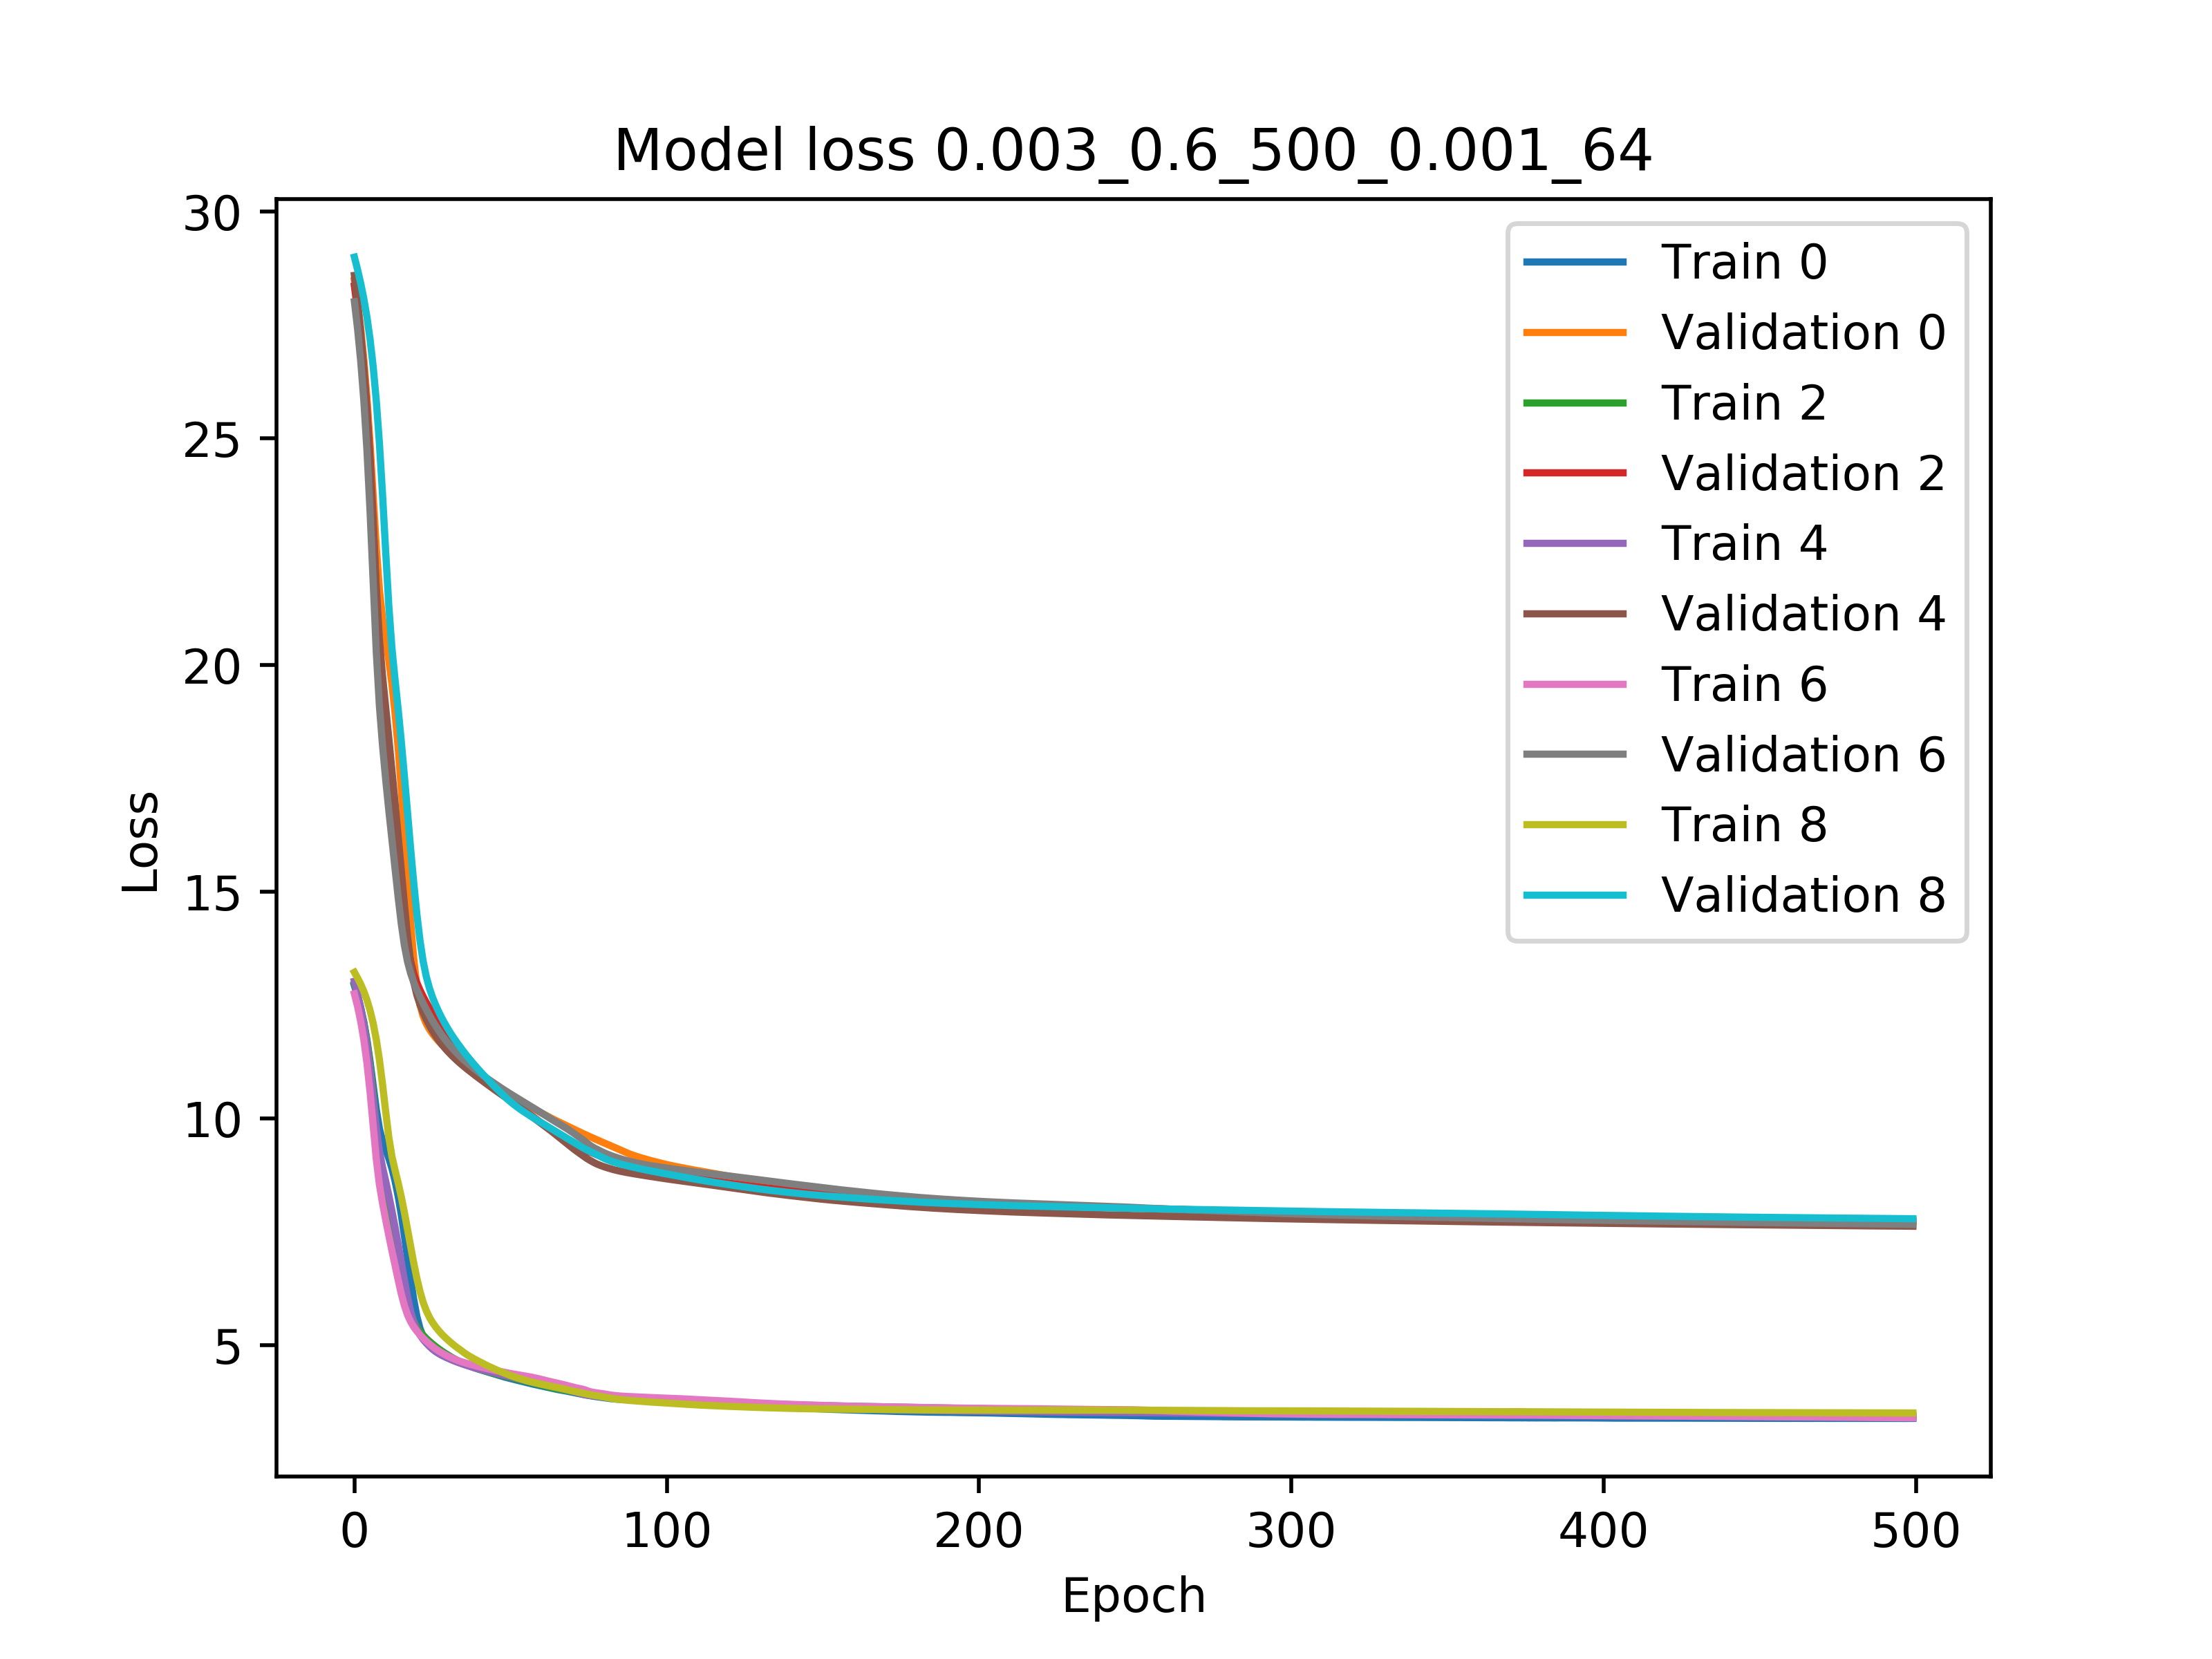 Model loss 0.003_0.6_500_0.001_64
30
25
20
15
10
5
Loss
Train 0
Validation 0
Train 2
Validation 2
Train 4
Validation 4
Train 6
Validation 6
Train 8
Validation 8
0 100 200 300 400 500
Epoch